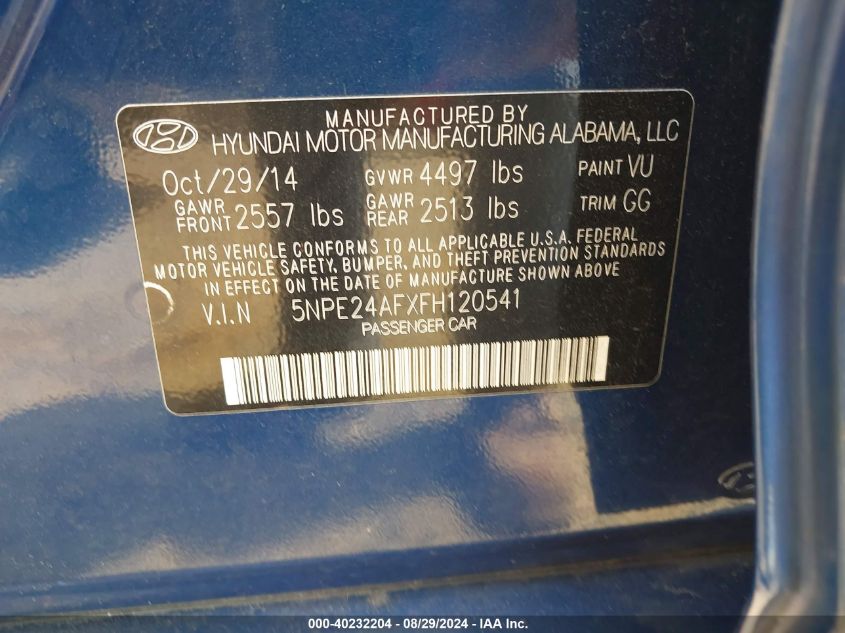 MANUFACTURED BY
HYUNDAI MOTOR MANUFACTURING ALABAMA, LLC
Oct/29/14 GVWR 4497 lbs PAINT VU
GAWR FRONT 2557 lbs GAWR REAR 2513 lbs TRIM GG
THIS VEHICLE CONFORMS TO ALL APPLICABLE U.S.A. FEDERAL
MOTOR VEHICLE SAFETY, BUMPER, AND THEFT PREVENTION STANDARDS
IN EFFECT ON THE DATE OF MANUFACTURE SHOWN ABOVE.
V.I.N 5NPE24AFXFH120541
PASSENGER CAR
000-40232204 - 08/29/2024 - IAA Inc.